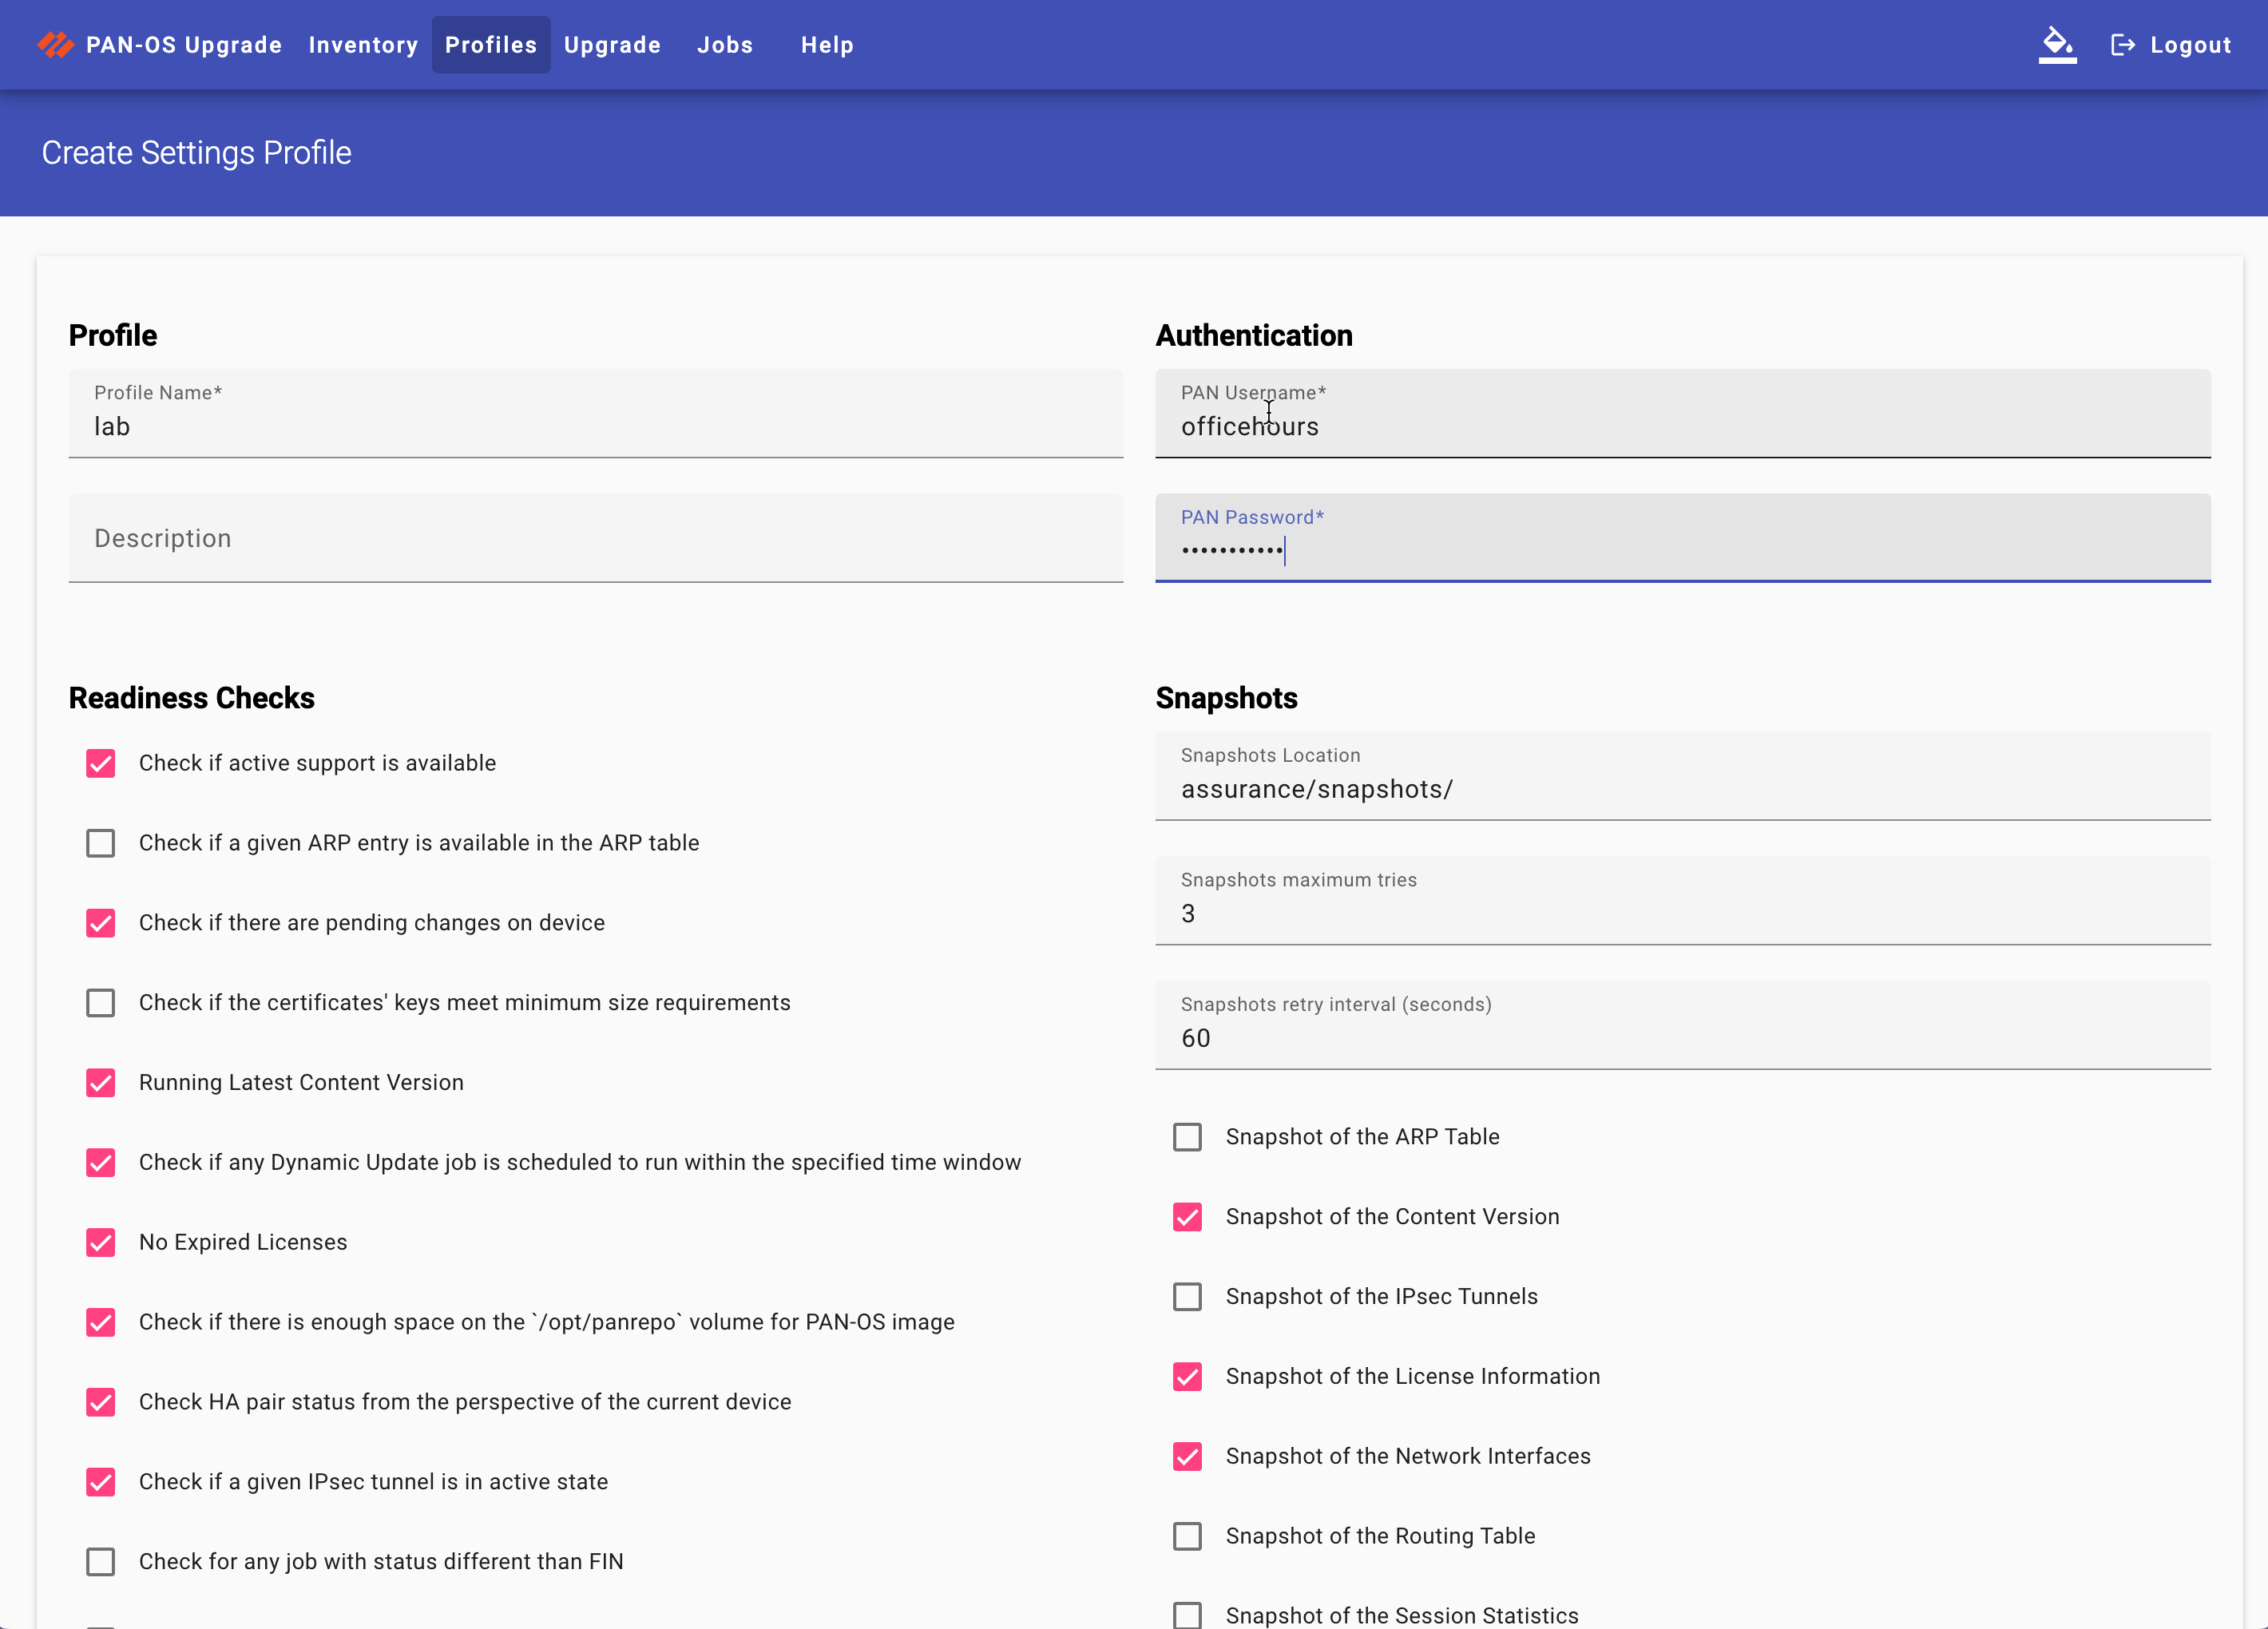 PAN-OS Upgrade Inventory Profiles Upgrade Jobs Help Logout
Create Settings Profile
Profile
Profile Name*
lab
Description
Authentication
PAN Username*
officehours
PAN Password*
•••••••••••
Readiness Checks
Check if active support is available
Check if a given ARP entry is available in the ARP table
Check if there are pending changes on device
Check if the certificates' keys meet minimum size requirements
Running Latest Content Version
Check if any Dynamic Update job is scheduled to run within the specified time window
No Expired Licenses
Check if there is enough space on the `/opt/panrepo` volume for PAN-OS image
Check HA pair status from the perspective of the current device
Check if a given IPsec tunnel is in active state
Check for any job with status different than FIN
Snapshots
Snapshots Location
assurance/snapshots/
Snapshots maximum tries
3
Snapshots retry interval (seconds)
60
Snapshot of the ARP Table
Snapshot of the Content Version
Snapshot of the IPsec Tunnels
Snapshot of the License Information
Snapshot of the Network Interfaces
Snapshot of the Routing Table
Snapshot of the Session Statistics